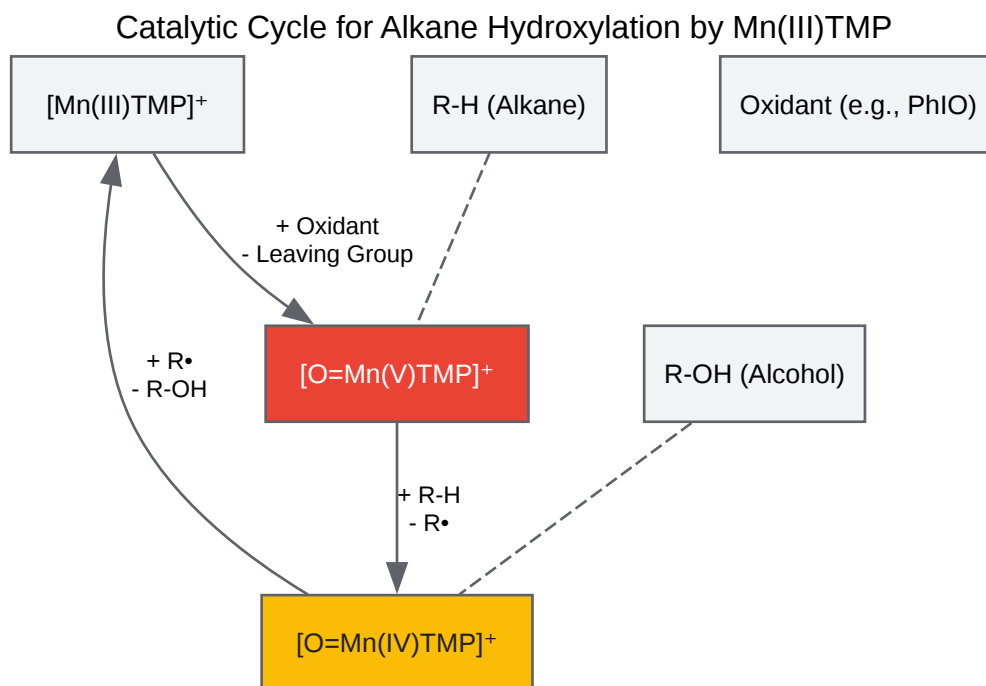 Catalytic Cycle for Alkane Hydroxylation by Mn(III)TMP
[Mn(III)TMP]⁺
R-H (Alkane)
Oxidant (e.g., PhIO)
+ Oxidant
- Leaving Group
[O=Mn(V)TMP]⁺
R-OH (Alcohol)
+ R•
- R-OH
+ R-H
- R•
[O=Mn(IV)TMP]⁺